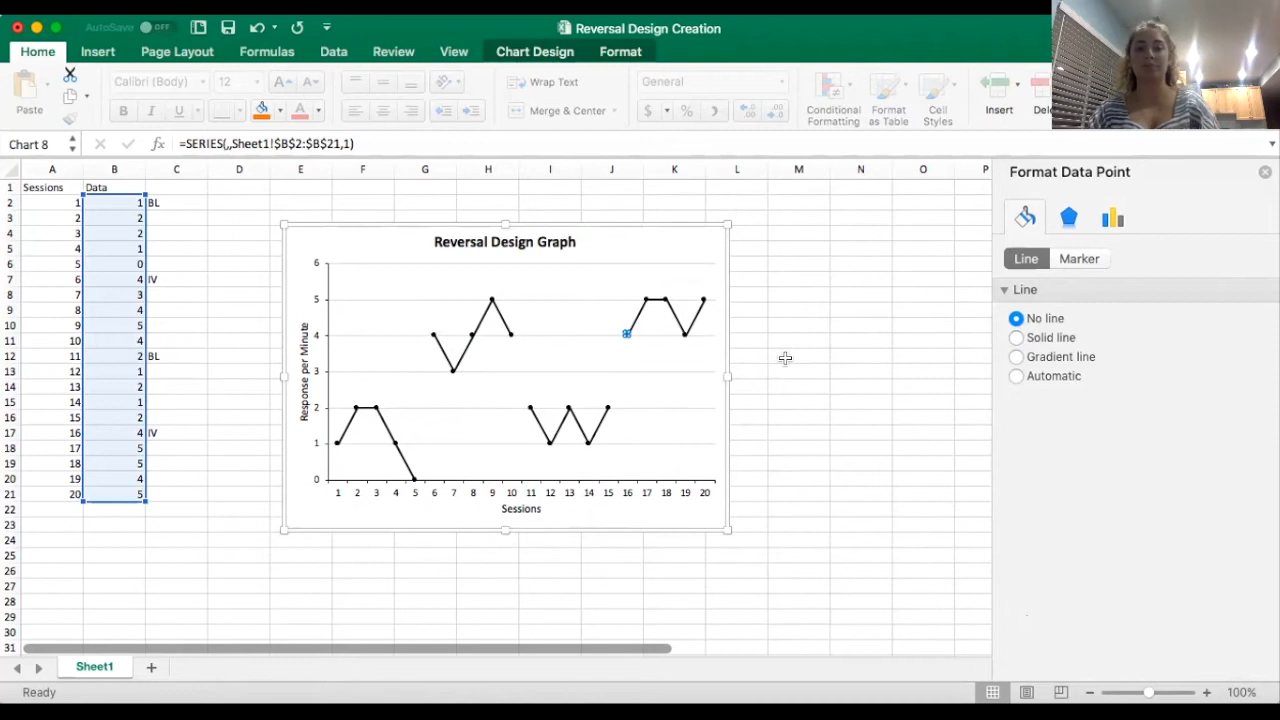 AutoSave OFF Reversal Design Creation
Home Insert Page Layout Formulas Data Review View Chart Design Format
Paste Calibri (Body) 12 A A Wrap Text General Conditional Formatting Format as Table Cell Styles Insert
B I U A Merge & Center $ %
Chart 8 fx =SERIES(,,Sheet1!$B$2:$B$21,1)
A B C D E F G H I J K L M N O P
1 Sessions Data
2 1 1 BL
3 2 2
4 3 2
5 4 1
6 5 0
7 6 4 IV
8 7 3
9 8 4
10 9 5
11 10 4
12 11 2 BL
13 12 1
14 13 2
15 14 1
16 15 2
17 16 4 IV
18 17 5
19 18 5
20 19 4
21 20 5
22
23
24
25
26
27
28
29
30
31
Reversal Design Graph
6
5
4
3
2
1
0
Response per Minute
1 2 3 4 5 6 7 8 9 10 11 12 13 14 15 16 17 18 19 20
Sessions
Format Data Point
Line Marker
Line
No line
Solid line
Gradient line
Automatic
Sheet1
Ready 100%